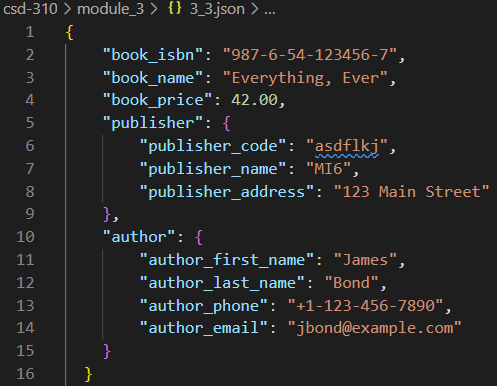 csd-310 > module_3 > {} 3_3.json > ...
1 {
2     "book_isbn": "987-6-54-123456-7",
3     "book_name": "Everything, Ever",
4     "book_price": 42.00,
5     "publisher": {
6         "publisher_code": "asdflkj",
7         "publisher_name": "MI6",
8         "publisher_address": "123 Main Street"
9     },
10     "author": {
11         "author_first_name": "James",
12         "author_last_name": "Bond",
13         "author_phone": "+1-123-456-7890",
14         "author_email": "jbond@example.com"
15     }
16   }